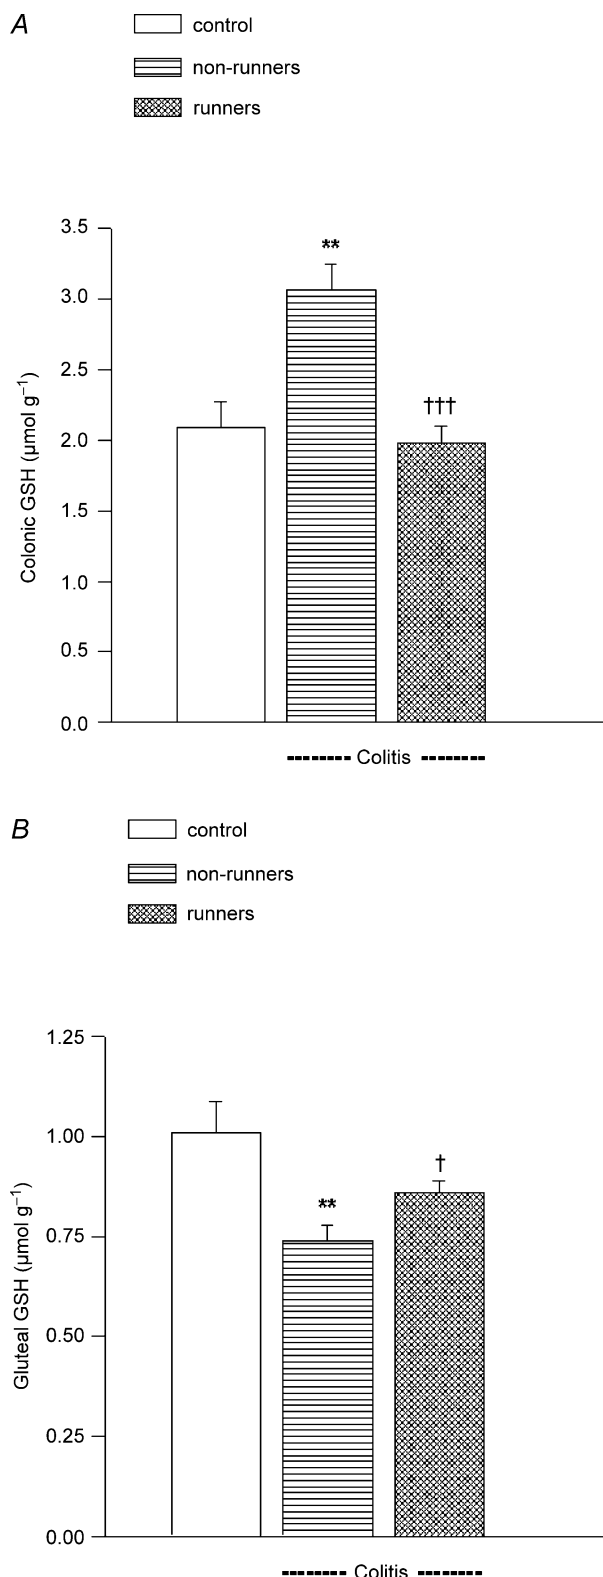 A
control
non-runners
runners
3.5
**
3.0
2.5
†††
2.0
1.5
1.0
0.5
0.0
Colonic GSH (µmol g⁻¹)
Colitis
B
control
non-runners
runners
1.25
1.00
†
**
0.75
0.50
0.25
0.00
Gluteal GSH (µmol g⁻¹)
Colitis